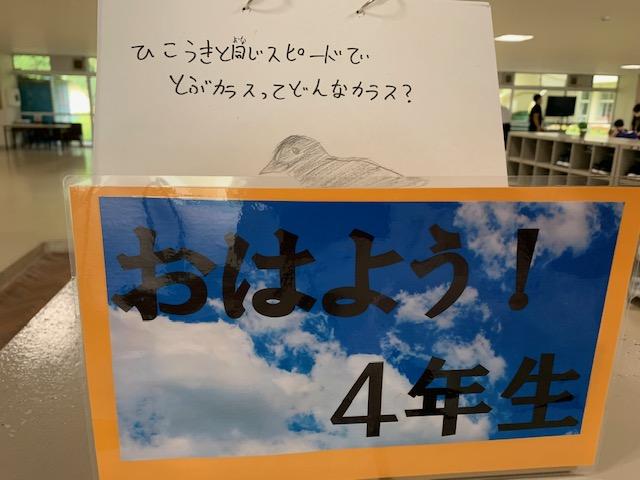 ひこうきと同じスピードで
とぶカラスってどんなカラス?
おはよう!
4年生